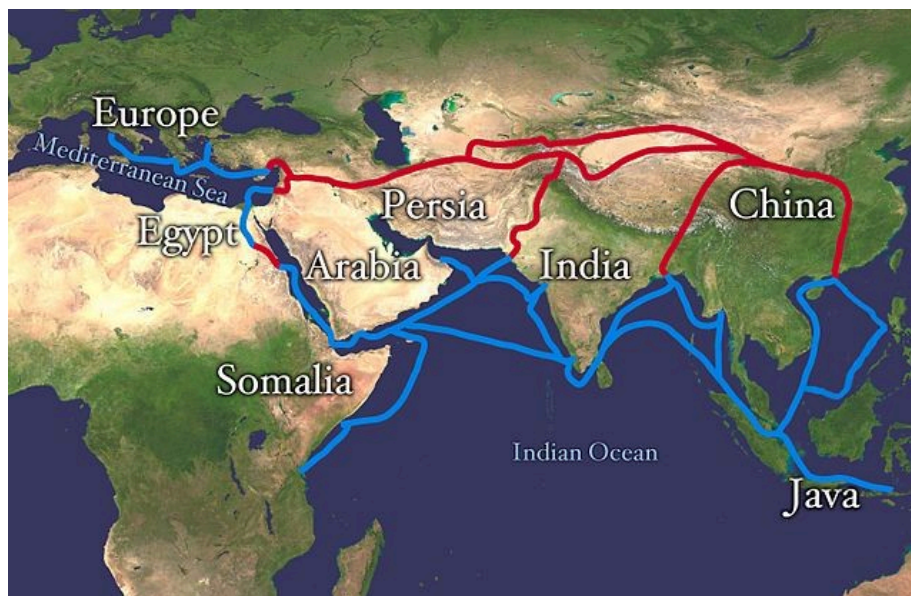 Europe
Mediterranean Sea
Egypt
Persia
China
Arabia
India
Somalia
Indian Ocean
Java